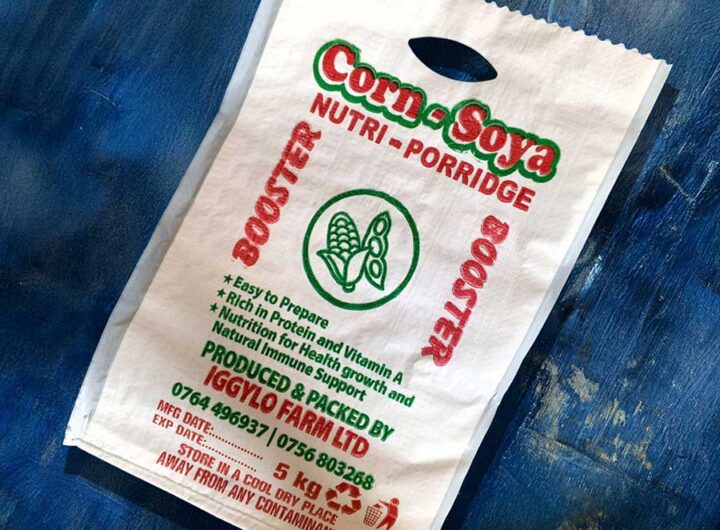 Corn-Soya
NUTRI-PORRIDGE
BOOSTER
BOOSTER
★Easy to Prepare
★Rich in Protein and Vitamin A
★Nutrition for Health growth and
Natural Immune Support
PRODUCED & PACKED BY
IGGYLO FARM LTD
0764 496937 | 0756 803268
MFG DATE:...............
EXP DATE:...............
5 kg
STORE IN A COOL DRY PLACE
AWAY FROM ANY